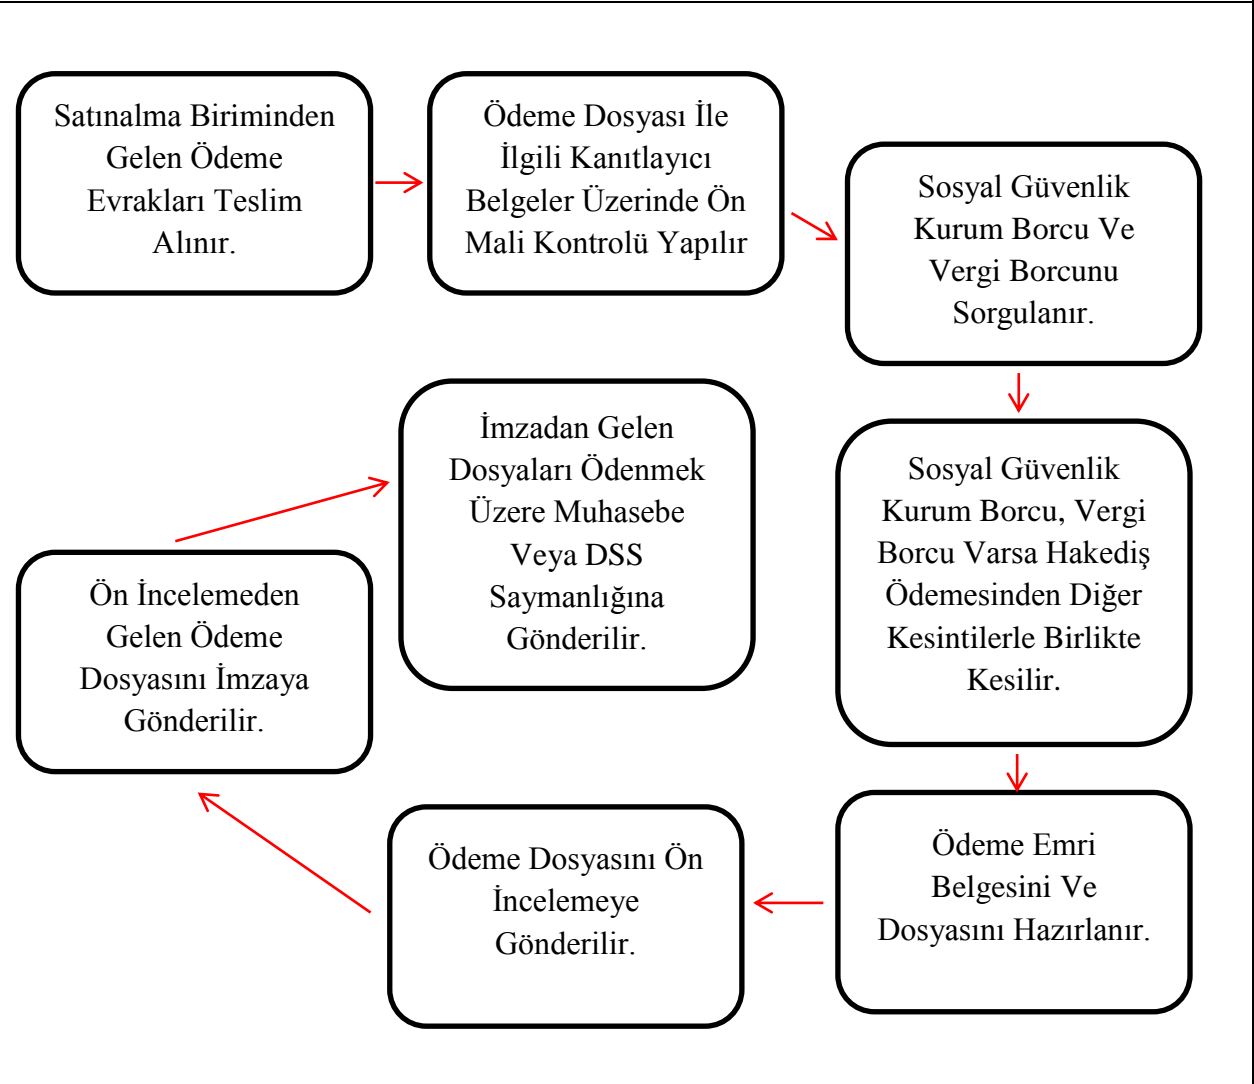 Satınalma Biriminden
Gelen Ödeme
Evrakları Teslim
Alınır.
Ödeme Dosyası İle
İlgili Kanıtlayıcı
Belgeler Üzerinde Ön
Mali Kontrolü Yapılır
Sosyal Güvenlik
Kurum Borcu Ve
Vergi Borcunu
Sorgulanır.
Sosyal Güvenlik
Kurum Borcu, Vergi
Borcu Varsa Hakediş
Ödemesinden Diğer
Kesintilerle Birlikte
Kesilir.
Ödeme Emri
Belgesini Ve
Dosyasını Hazırlanır.
Ödeme Dosyasını Ön
İncelemeye
Gönderilir.
Ön İncelemeden
Gelen Ödeme
Dosyasını İmzaya
Gönderilir.
İmzadan Gelen
Dosyaları Ödenmek
Üzere Muhasebe
Veya DSS
Saymanlığına
Gönderilir.